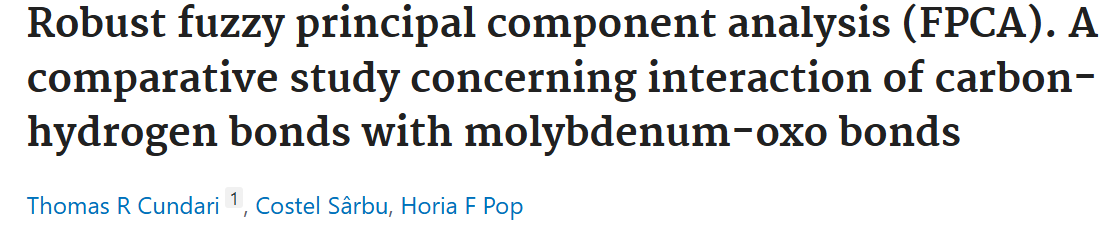 Robust fuzzy principal component analysis (FPCA). A
comparative study concerning interaction of carbon-
hydrogen bonds with molybdenum-oxo bonds
Thomas R Cundari 1, Costel Sârbu, Horia F Pop